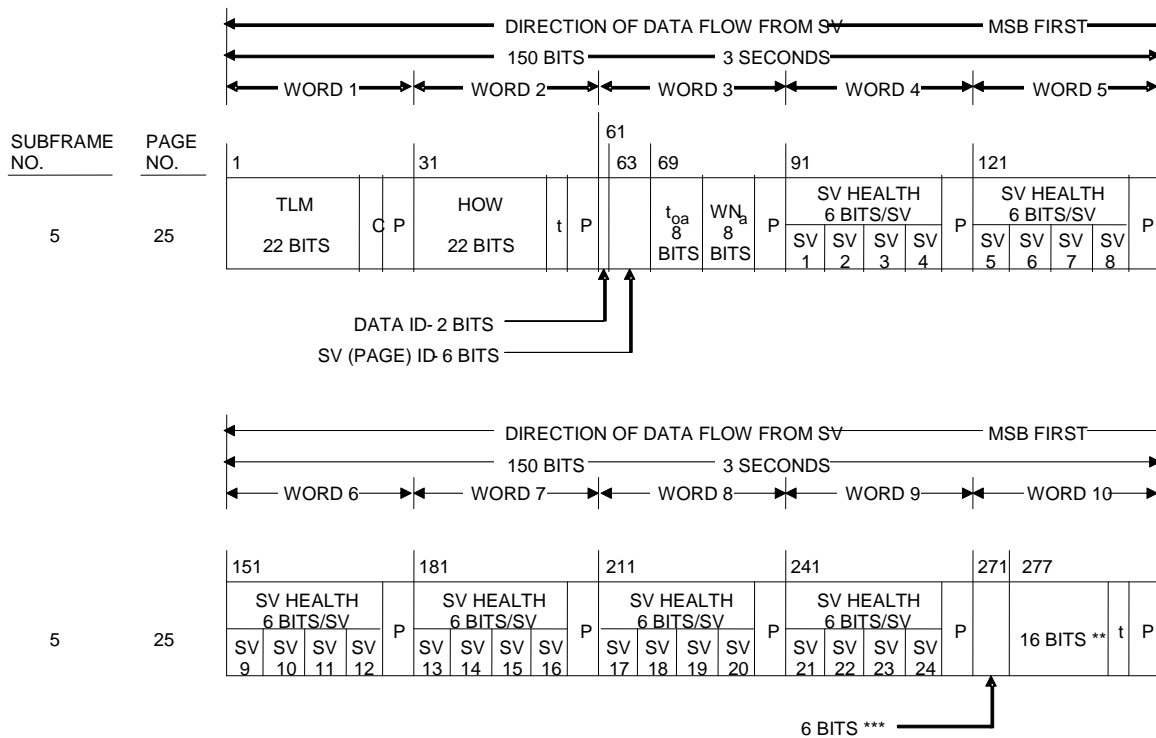 DIRECTION OF DATA FLOW FROM SV MSB FIRST
150 BITS 3 SECONDS
WORD 1 WORD 2 WORD 3 WORD 4 WORD 5
SUBFRAME NO. PAGE NO.
61
1 31 63 69 91 121
5 25
TLM 22 BITS C P
HOW 22 BITS t P
toa 8 BITS WNa 8 BITS P
SV HEALTH 6 BITS/SV P
SV 1 SV 2 SV 3 SV 4
SV HEALTH 6 BITS/SV P
SV 5 SV 6 SV 7 SV 8
DATA ID- 2 BITS
SV (PAGE) ID- 6 BITS
DIRECTION OF DATA FLOW FROM SV MSB FIRST
150 BITS 3 SECONDS
WORD 6 WORD 7 WORD 8 WORD 9 WORD 10
151 181 211 241 271 277
5 25
SV HEALTH 6 BITS/SV P
SV 9 SV 10 SV 11 SV 12
SV HEALTH 6 BITS/SV P
SV 13 SV 14 SV 15 SV 16
SV HEALTH 6 BITS/SV P
SV 17 SV 18 SV 19 SV 20
SV HEALTH 6 BITS/SV P
SV 21 SV 22 SV 23 SV 24
16 BITS ** t P
6 BITS ***